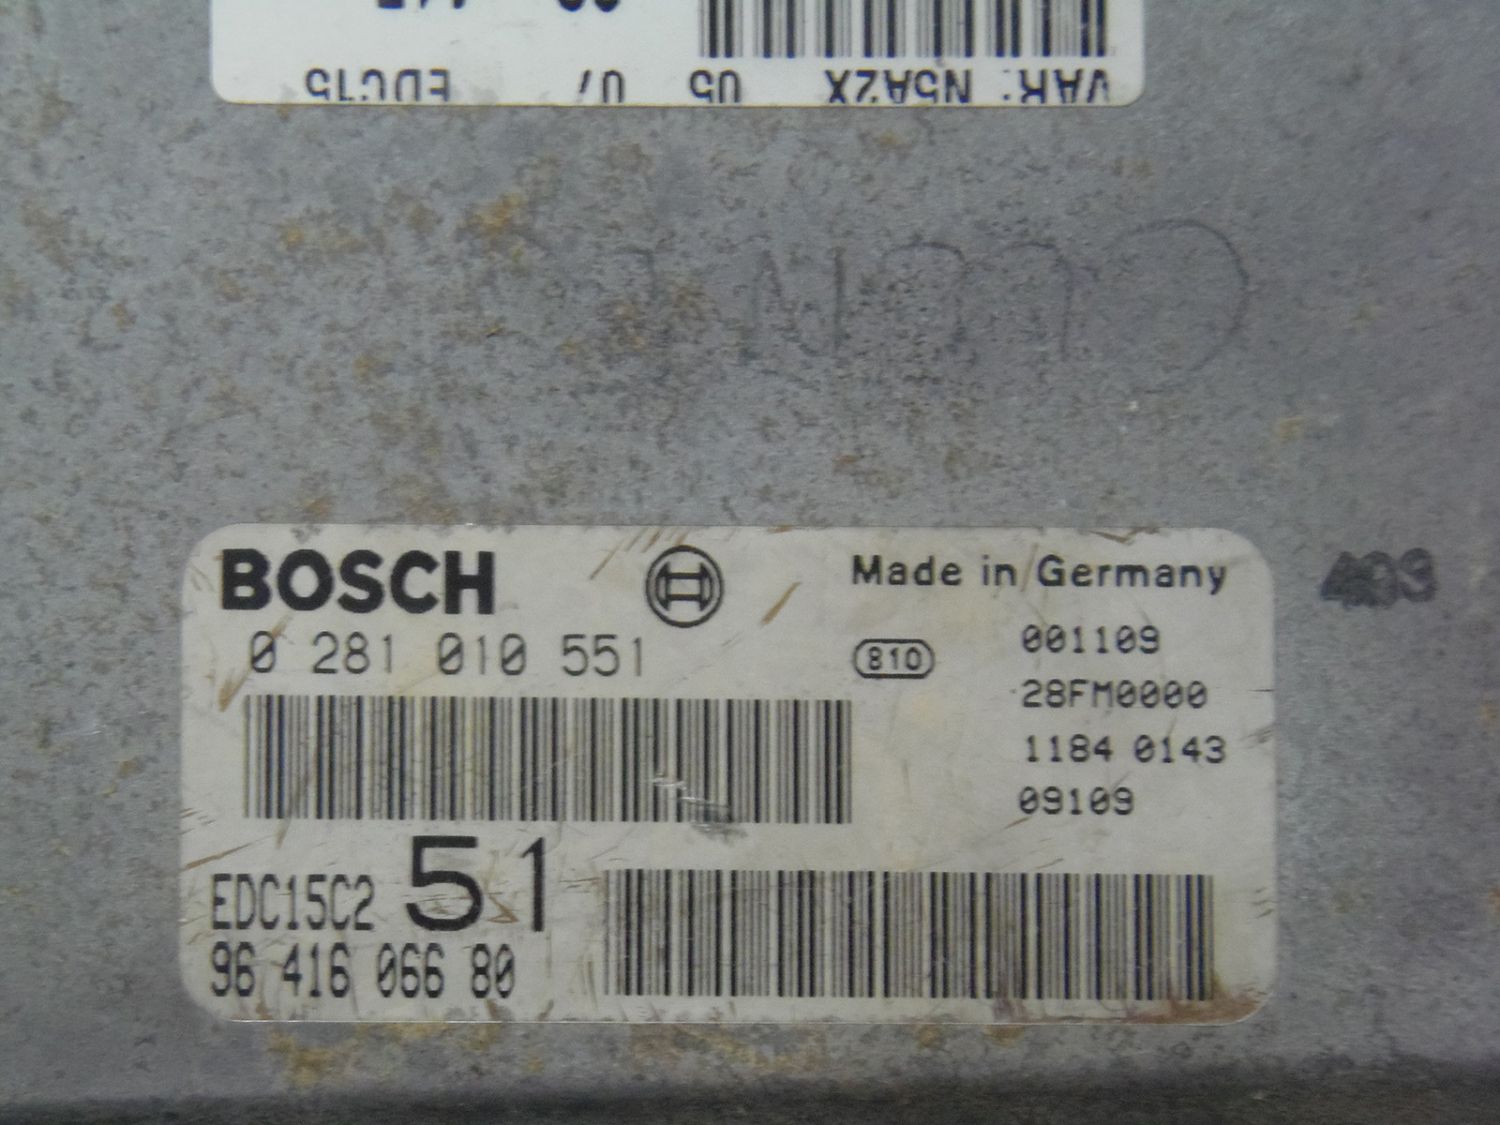 VAR: N5A2X 05 07 EDC15
BOSCH
Made in Germany
0 281 010 551
810
001109
28FM0000
1184 0143
09109
EDC15C2 51
96 416 066 80